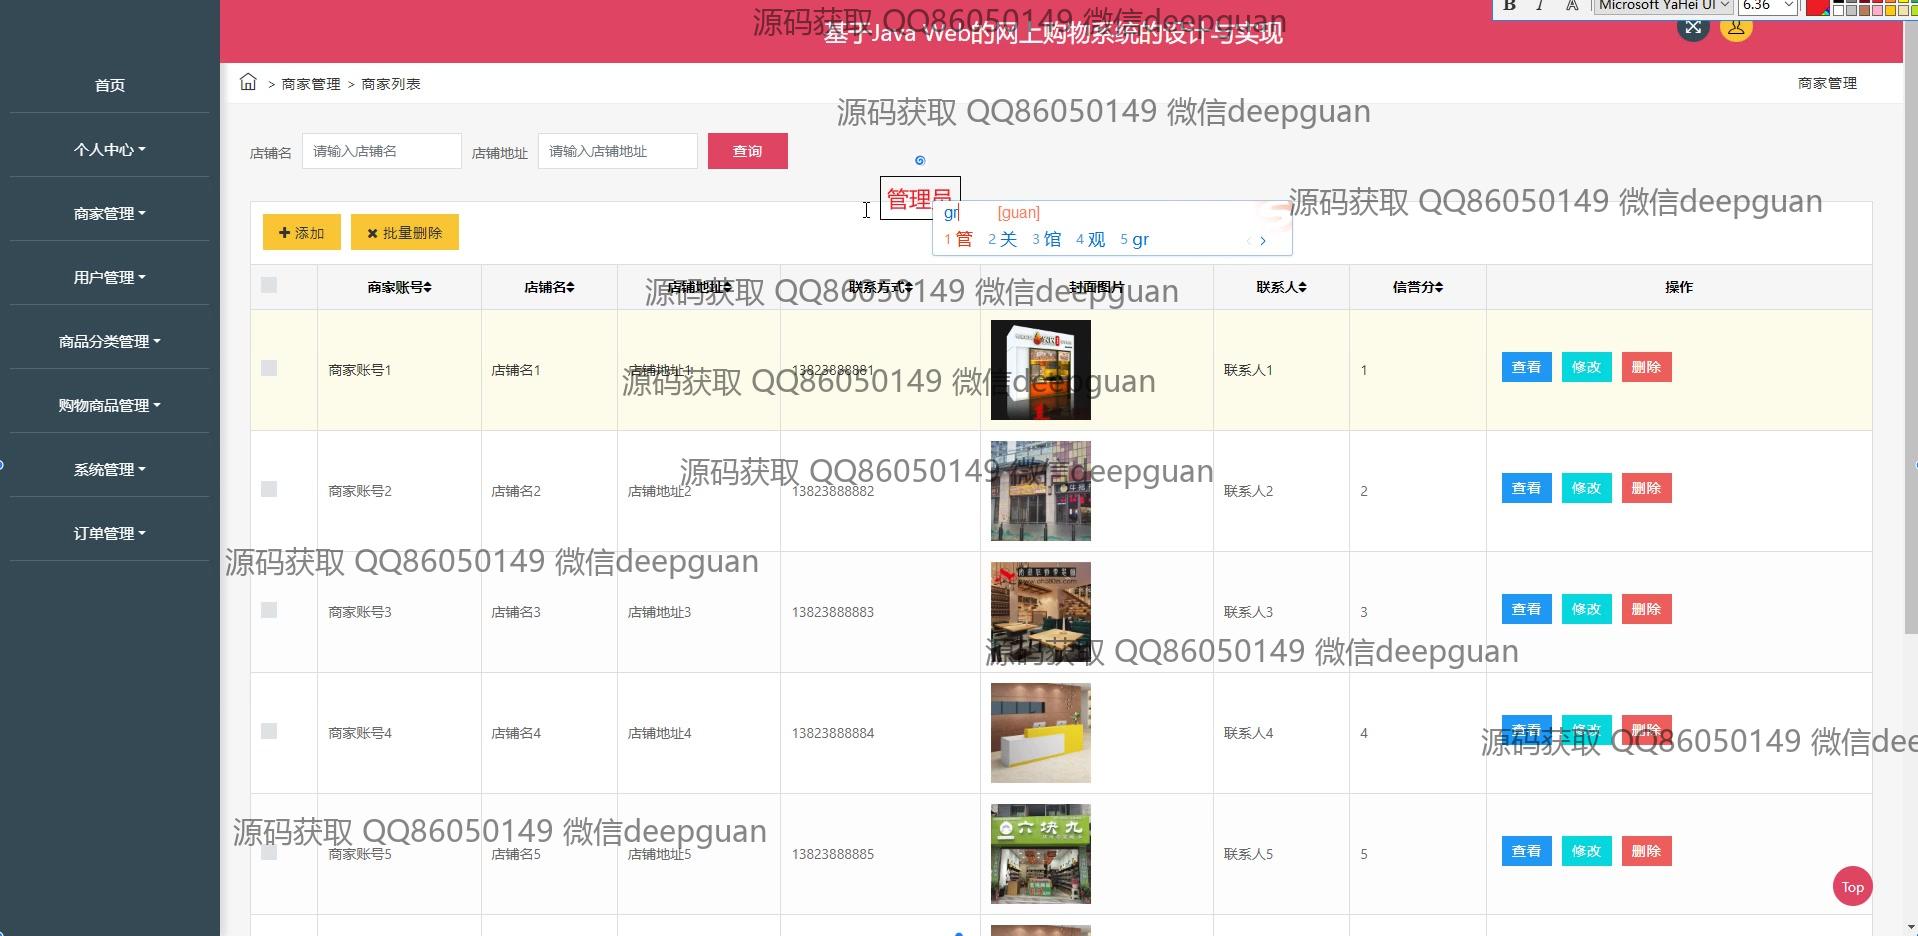 B I A Microsoft YaHei UI 6.36
基于Java Web的网上购物系统的设计与实现
源码获取 QQ86050149 微信deepguan
首页
个人中心
商家管理
用户管理
商品分类管理
购物商品管理
系统管理
订单管理
> 商家管理 > 商家列表
商家管理
源码获取 QQ86050149 微信deepguan
店铺名 请输入店铺名 店铺地址 请输入店铺地址 查询
管理员
源码获取 QQ86050149 微信deepguan
gr [guan]
1 管 2 关 3 馆 4 观 5 gr
添加 批量删除
商家账号 店铺名 店铺地址 联系方式 封面图片 联系人 信誉分 操作
源码获取 QQ86050149 微信deepguan
商家账号1 店铺名1 店铺地址1 13823888881 联系人1 1 查看 修改 删除
源码获取 QQ86050149 微信deepguan
源码获取 QQ86050149 微信deepguan
商家账号2 店铺名2 店铺地址2 13823888882 联系人2 2 查看 修改 删除
源码获取 QQ86050149 微信deepguan
商家账号3 店铺名3 店铺地址3 13823888883 联系人3 3 查看 修改 删除
源码获取 QQ86050149 微信deepguan
商家账号4 店铺名4 店铺地址4 13823888884 联系人4 4 查看 修改 删除
源码获取 QQ86050149 微信dee
源码获取 QQ86050149 微信deepguan
六块九
商家账号5 店铺名5 店铺地址5 13823888885 联系人5 5 查看 修改 删除
Top